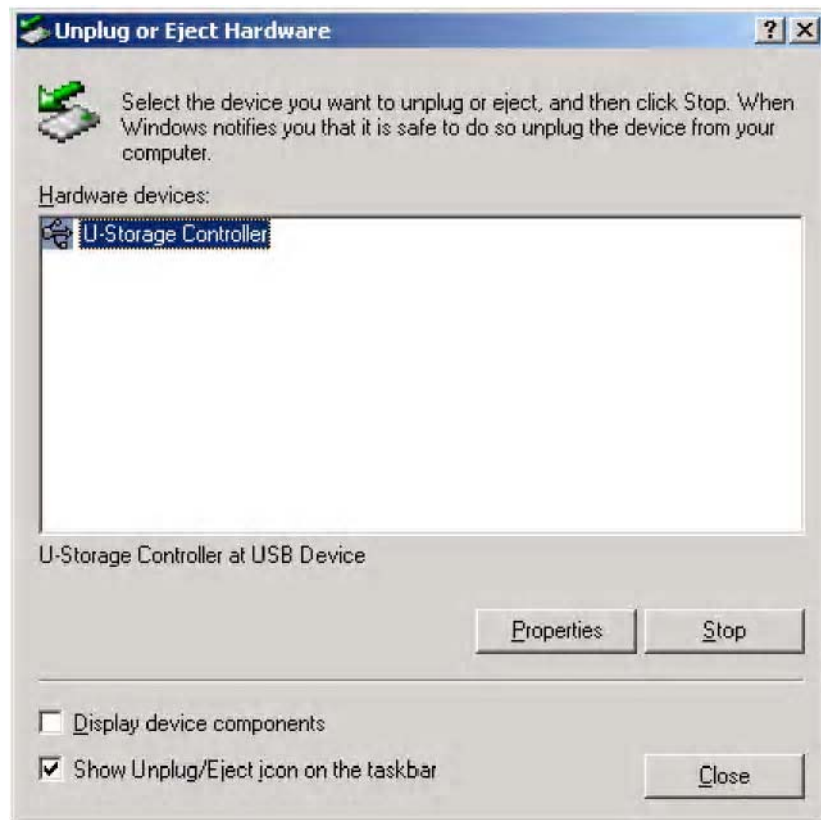 Unplug or Eject Hardware
Select the device you want to unplug or eject, and then click Stop. When
Windows notifies you that it is safe to do so unplug the device from your
computer.
Hardware devices:
U-Storage Controller
U-Storage Controller at USB Device
Properties Stop
Display device components
Show Unplug/Eject icon on the taskbar
Close